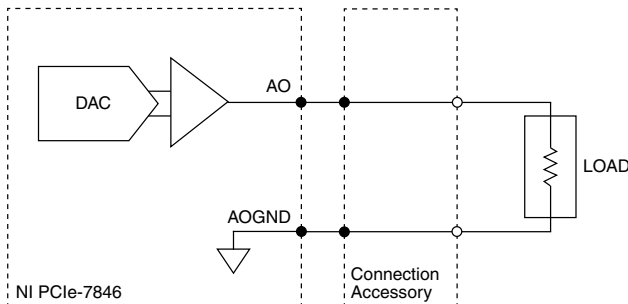 DAC
AO
LOAD
AOGND
NI PCIe-7846
Connection
Accessory